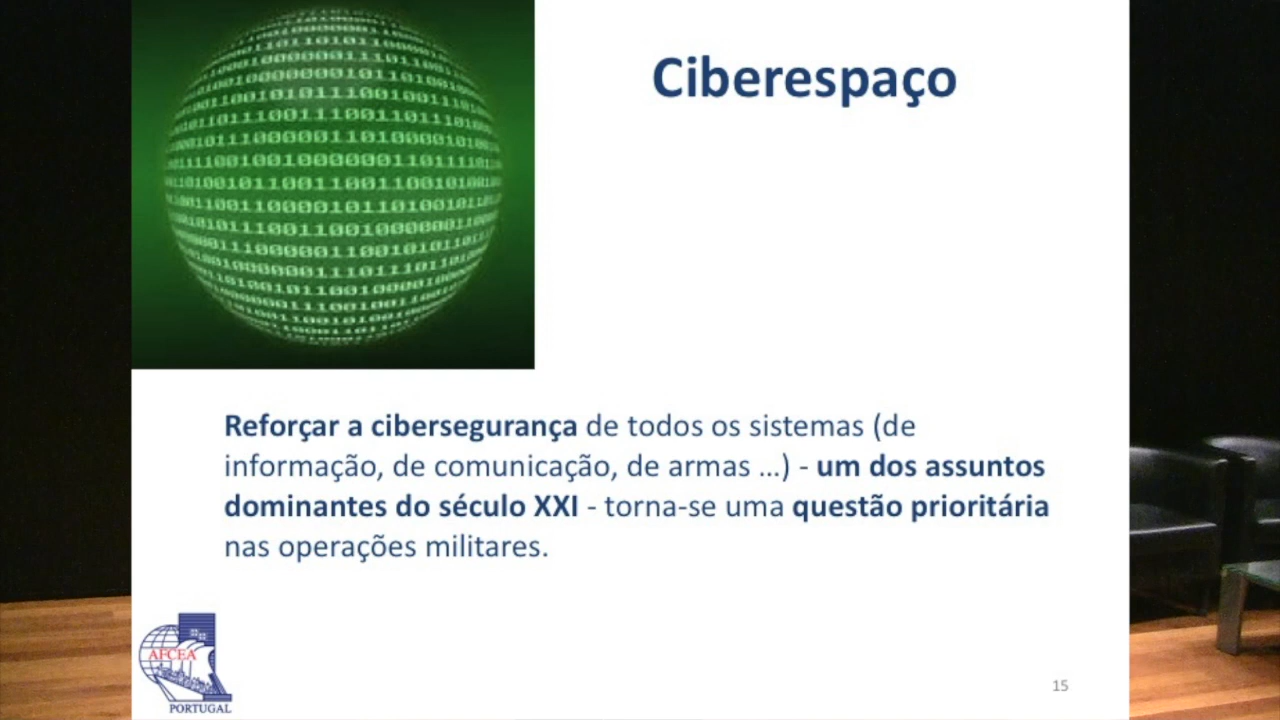 Ciberespaço
Reforçar a cibersegurança de todos os sistemas (de
informação, de comunicação, de armas ...) - um dos assuntos
dominantes do século XXI - torna-se uma questão prioritária
nas operações militares.
AFCEA
PORTUGAL
15